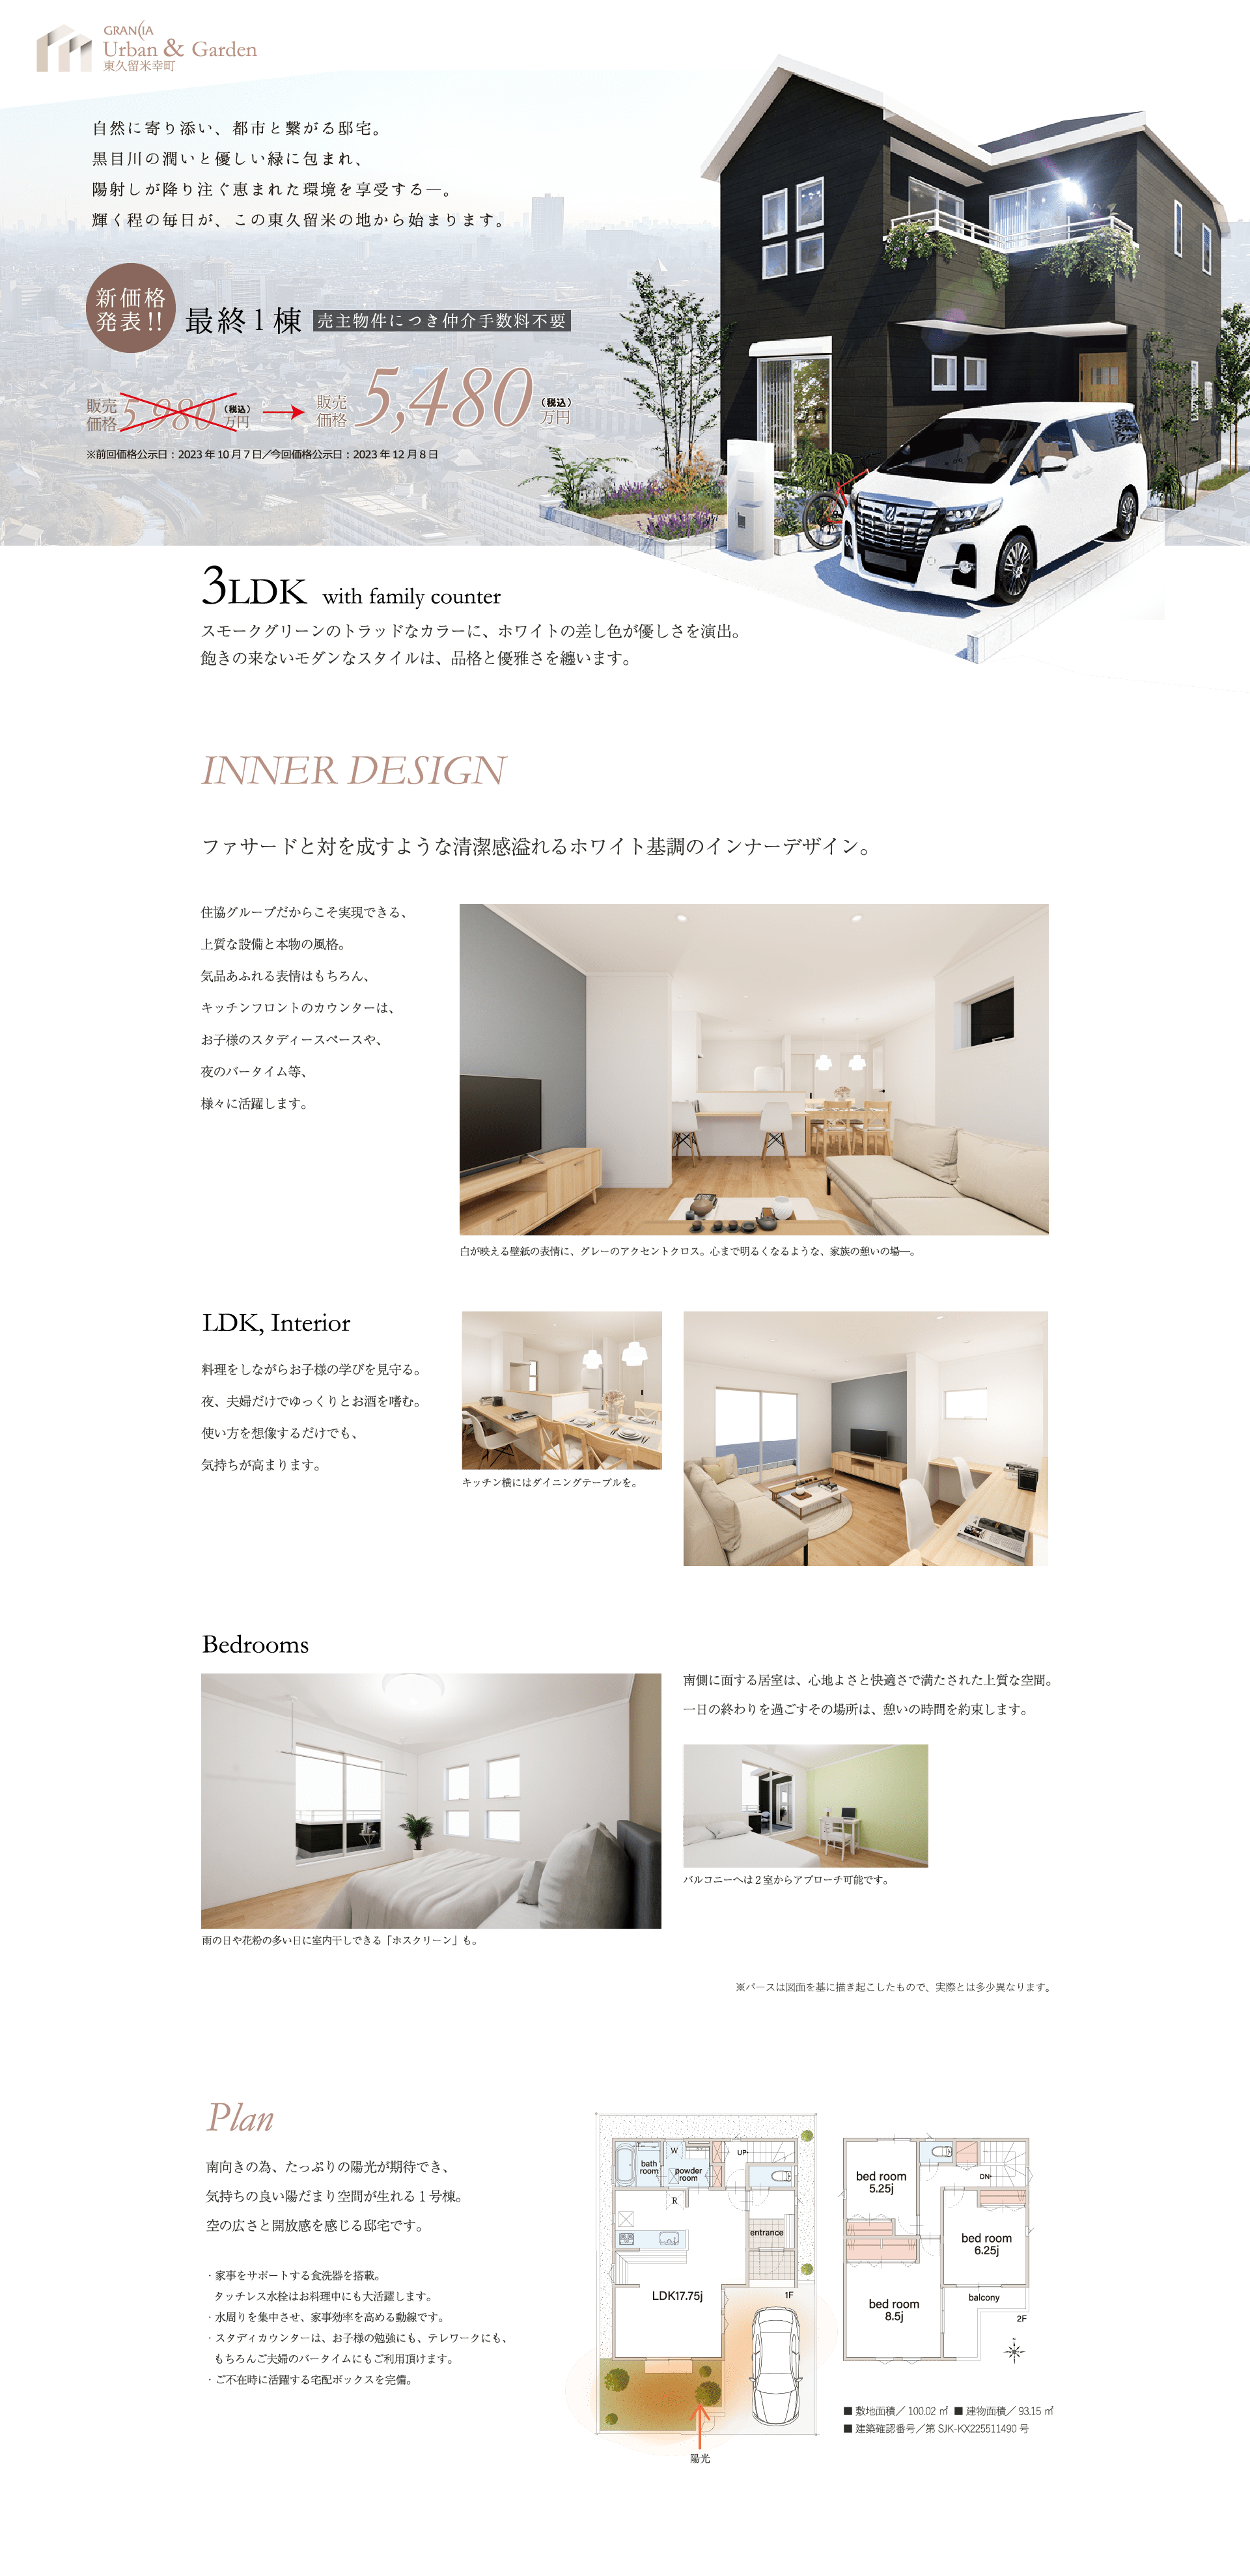 GRANCIA
Urban & Garden
東久留米幸町
自然に寄り添い、都市と繋がる邸宅。
黒目川の潤いと優しい緑に包まれ、
陽射しが降り注ぐ恵まれた環境を享受する―。
輝く程の毎日が、この東久留米の地から始まります。
新価格
発表!!
最終1棟
売主物件につき仲介手数料不要
販売価格 5,980万円(税込)
販売価格 5,480万円(税込)
※前回価格公示日：2023年10月7日／今回価格公示日：2023年12月8日
3LDK with family counter
スモークグリーンのトラッドなカラーに、ホワイトの差し色が優しさを演出。
飽きの来ないモダンなスタイルは、品格と優雅さを纏います。
INNER DESIGN
ファサードと対を成すような清潔感溢れるホワイト基調のインナーデザイン。
住協グループだからこそ実現できる、
上質な設備と本物の風格。
気品あふれる表情はもちろん、
キッチンフロントのカウンターは、
お子様のスタディースペースや、
夜のバータイム等、
様々に活躍します。
白が映える壁紙の表情に、グレーのアクセントクロス。心まで明るくなるような、家族の憩いの場―。
LDK, Interior
料理をしながらお子様の学びを見守る。
夜、夫婦だけでゆっくりとお酒を嗜む。
使い方を想像するだけでも、
気持ちが高まります。
キッチン横にはダイニングテーブルを。
Bedrooms
南側に面する居室は、心地よさと快適さで満たされた上質な空間。
一日の終わりを過ごすその場所は、憩いの時間を約束します。
バルコニーへは2室からアプローチ可能です。
雨の日や花粉の多い日に室内干しできる「ホスクリーン」も。
※パースは図面を基に描き起こしたもので、実際とは多少異なります。
Plan
南向きの為、たっぷりの陽光が期待でき、
気持ちの良い陽だまり空間が生れる1号棟。
空の広さと開放感を感じる邸宅です。
・家事をサポートする食洗器を搭載。
タッチレス水栓はお料理中にも大活躍します。
・水周りを集中させ、家事効率を高める動線です。
・スタディカウンターは、お子様の勉強にも、テレワークにも、
もちろんご夫婦のバータイムにもご利用頂けます。
・ご不在時に活躍する宅配ボックスを完備。
bath room
W
powder room
UP
R
entrance
LDK17.75j
1F
陽光
bed room
5.25j
DN
bed room
6.25j
bed room
8.5j
balcony
2F
■ 敷地面積／100.02㎡ ■ 建物面積／93.15㎡
■ 建築確認番号／第 SJK-KX225511490 号